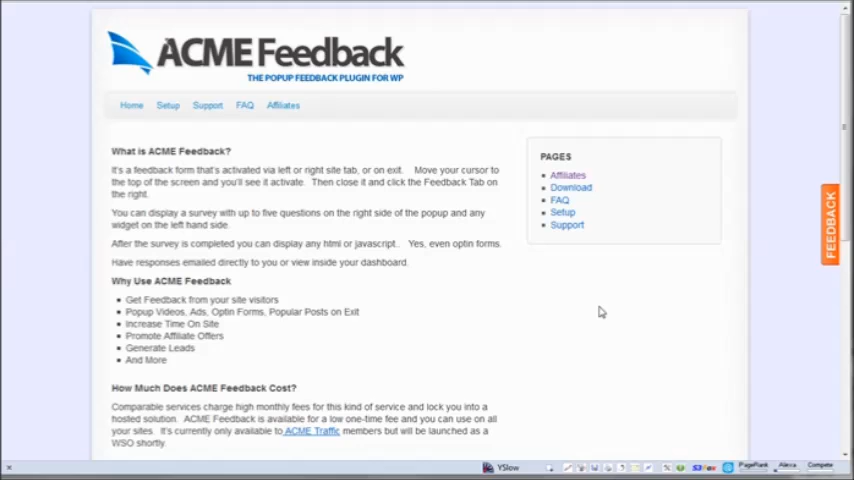 ACME Feedback
THE POPUP FEEDBACK PLUGIN FOR WP
Home Setup Support FAQ Affiliates
What is ACME Feedback?
It's a feedback form that's activated via left or right site tab, or on exit. Move your cursor to
the top of the screen and you'll see it activate. Then close it and click the Feedback Tab on
the right.
You can display a survey with up to five questions on the right side of the popup and any
widget on the left hand side.
After the survey is completed you can display any html or javascript.. Yes, even optin forms.
Have responses emailed directly to you or view inside your dashboard.
Why Use ACME Feedback
Get Feedback from your site visitors
Popup Videos, Ads, Optin Forms, Popular Posts on Exit
Increase Time On Site
Promote Affiliate Offers
Generate Leads
And More
How Much Does ACME Feedback Cost?
Comparable services charge high monthly fees for this kind of service and lock you into a
hosted solution. ACME Feedback is available for a low one-time fee and you can use on all
your sites. It's currently only available to ACME Traffic members but will be launched as a
WSO shortly.
PAGES
Affiliates
Download
FAQ
Setup
Support
FEEDBACK
YSlow
PageRank
Alexa
Compete